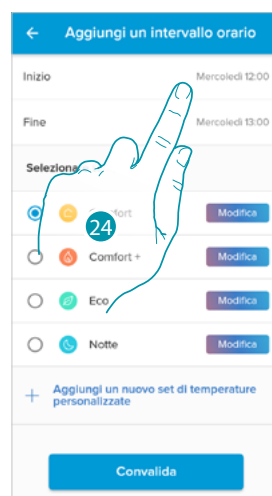 Aggiungi un intervallo orario
Inizio Mercoledì 12:00
Fine Mercoledì 13:00
Seleziona
24
Modifica
Comfort + Modifica
Eco Modifica
Notte Modifica
+ Aggiungi un nuovo set di temperature
personalizzate
Convalida